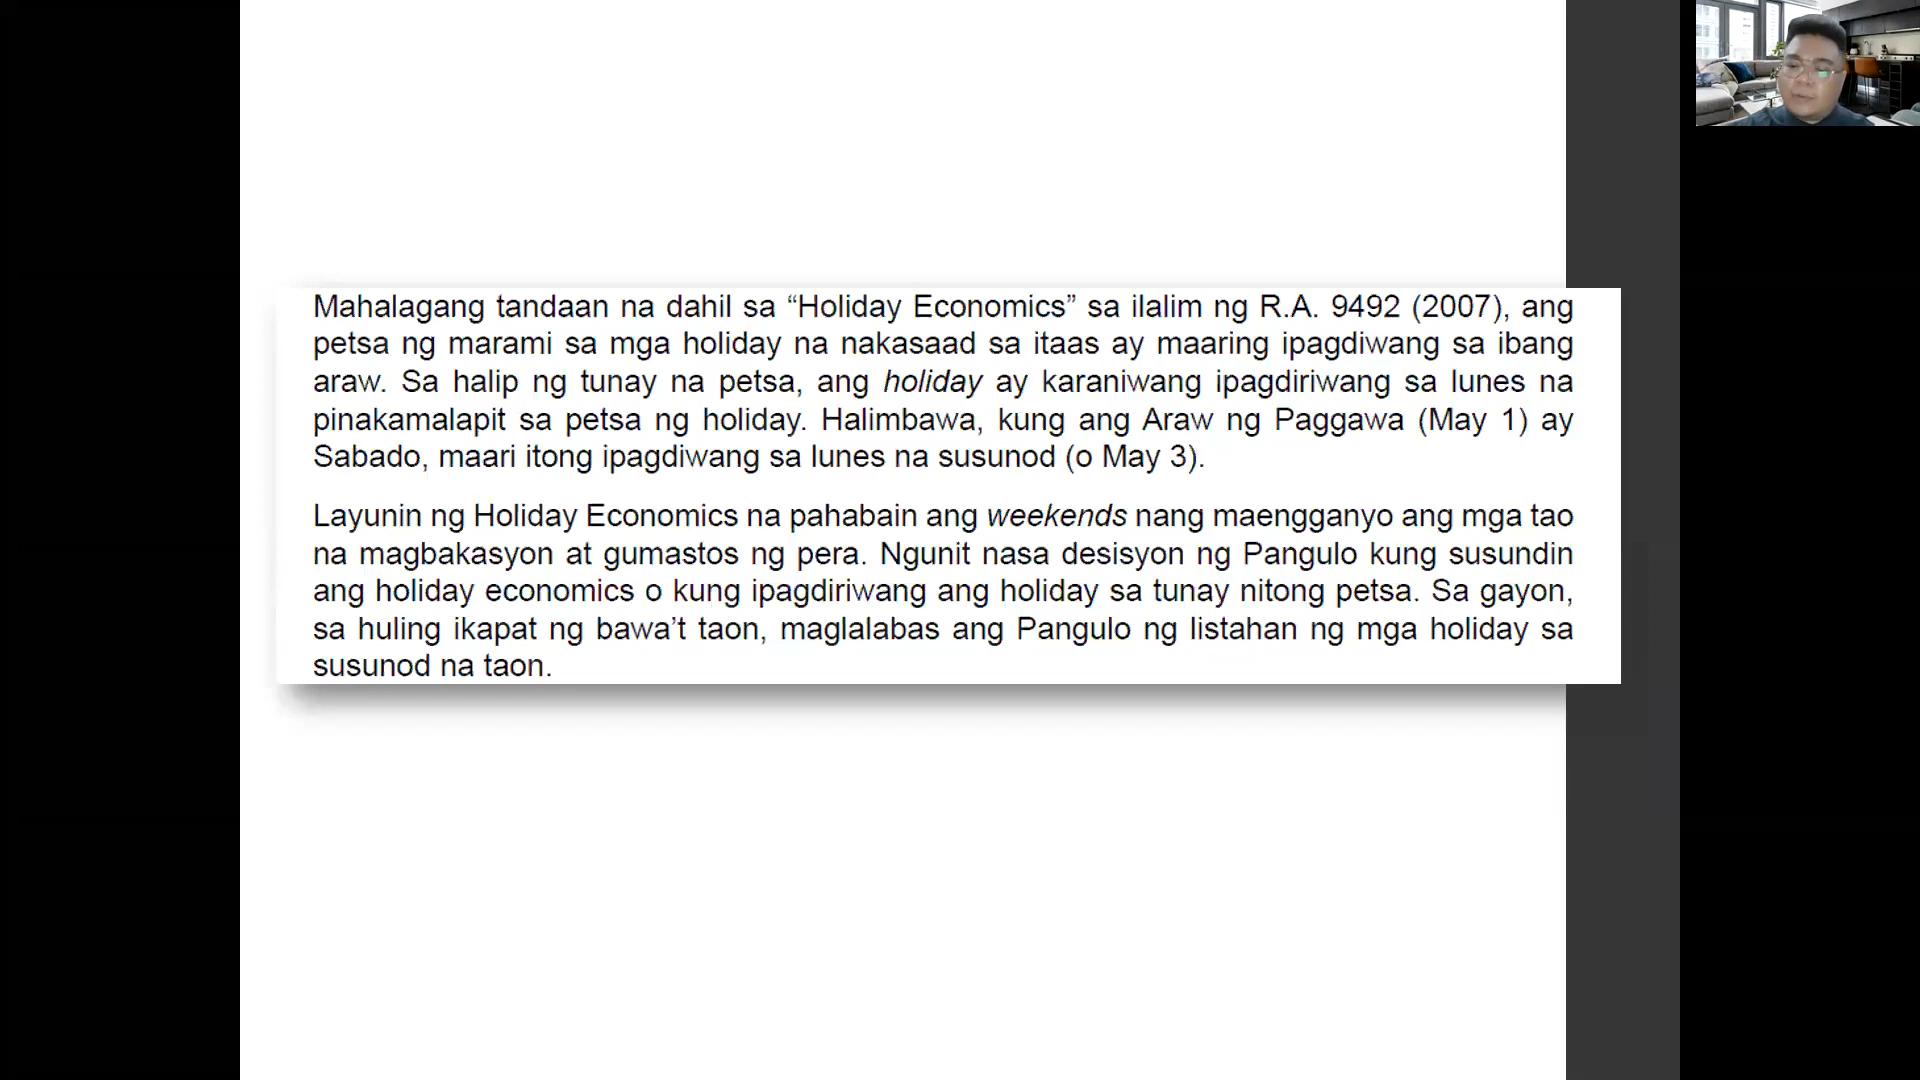 Mahalagang tandaan na dahil sa “Holiday Economics” sa ilalim ng R.A. 9492 (2007), ang
petsa ng marami sa mga holiday na nakasaad sa itaas ay maaring ipagdiwang sa ibang
araw. Sa halip ng tunay na petsa, ang holiday ay karaniwang ipagdiriwang sa lunes na
pinakamalapit sa petsa ng holiday. Halimbawa, kung ang Araw ng Paggawa (May 1) ay
Sabado, maari itong ipagdiwang sa lunes na susunod (o May 3).
Layunin ng Holiday Economics na pahabain ang weekends nang maengganyo ang mga tao
na magbakasyon at gumastos ng pera. Ngunit nasa desisyon ng Pangulo kung susundin
ang holiday economics o kung ipagdiriwang ang holiday sa tunay nitong petsa. Sa gayon,
sa huling ikapat ng bawa’t taon, maglalabas ang Pangulo ng listahan ng mga holiday sa
susunod na taon.